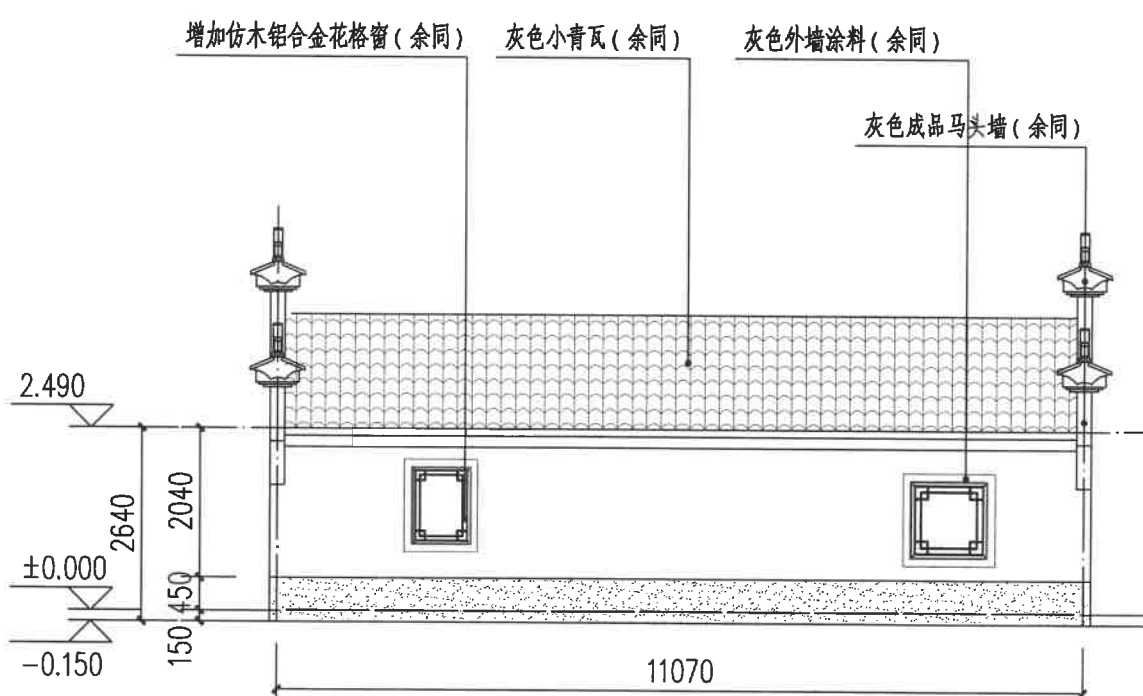 增加仿木铝合金花格窗(余同)
灰色小青瓦(余同)
灰色外墙涂料(余同)
灰色成品马头墙(余同)
2.490
2640
2040
±0.000
450
150
-0.150
11070